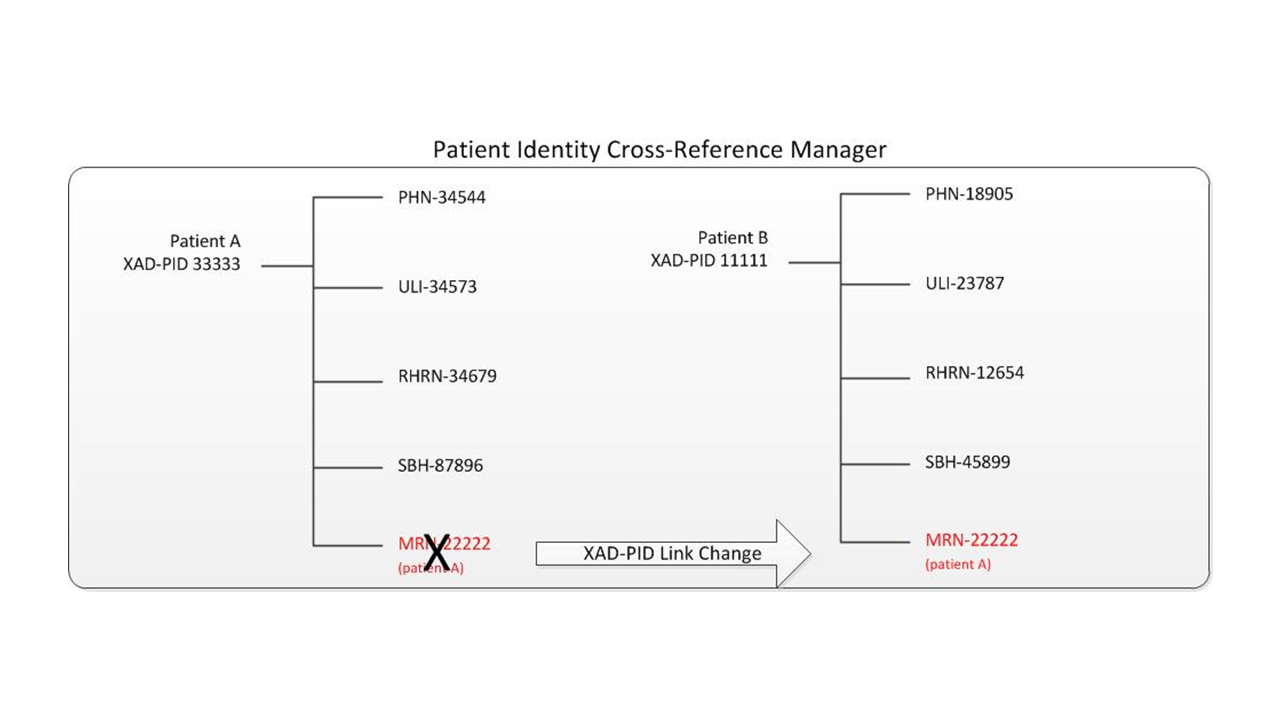 Patient Identity Cross-Reference Manager
Patient A
XAD-PID 33333
PHN-34544
ULI-34573
RHRN-34679
SBH-87896
MRN-22222
(patient A)
X
XAD-PID Link Change
Patient B
XAD-PID 11111
PHN-18905
ULI-23787
RHRN-12654
SBH-45899
MRN-22222
(patient A)